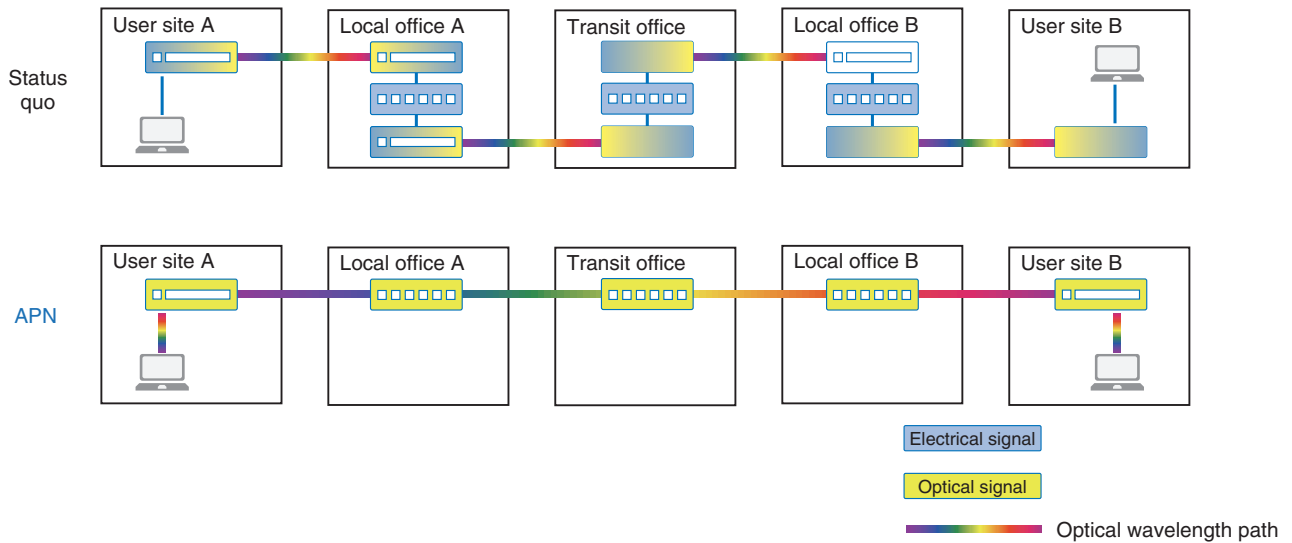 User site A
Local office A
Transit office
Local office B
User site B
Status
quo
User site A
Local office A
Transit office
Local office B
User site B
APN
Electrical signal
Optical signal
Optical wavelength path